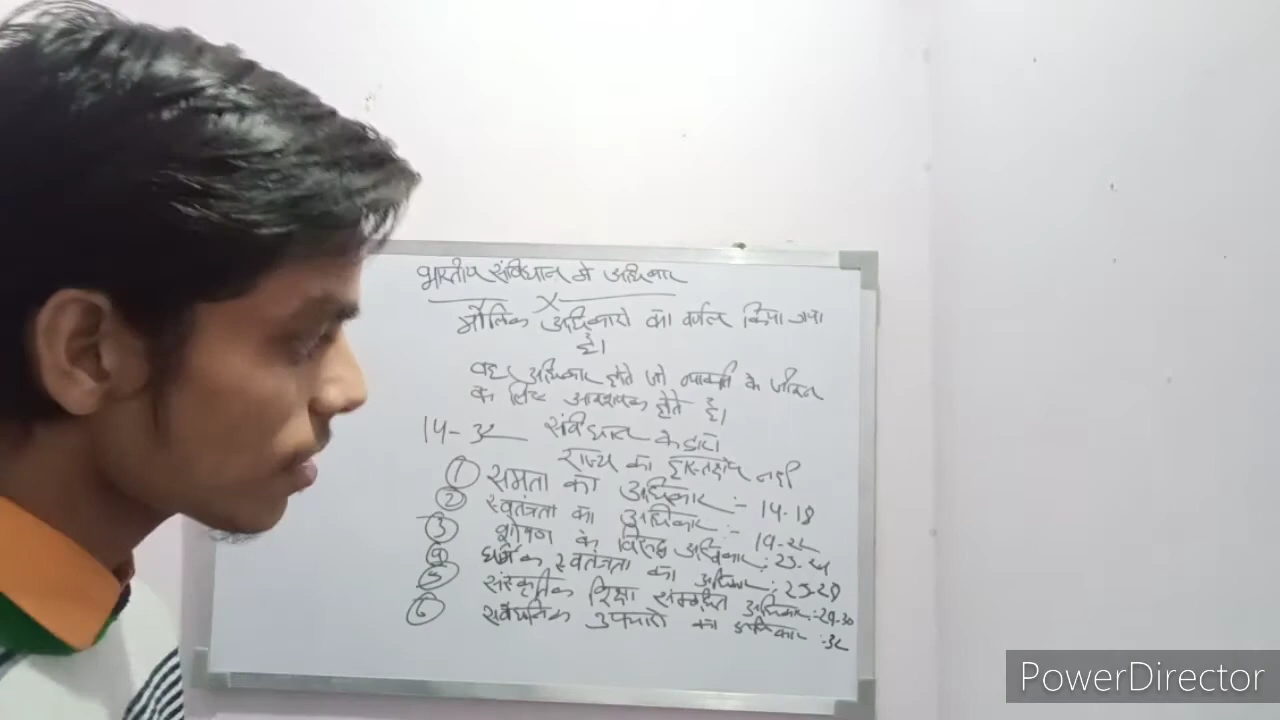 भारतीय संविधान मे अधिकार
मौलिक अधिकारो का वर्णन किया गया
है।
वह अधिकार होते जो व्यक्ति के जीवन
के लिए आवश्यक होते है।
14-32 संविधान के द्वारा
राज्य का हस्तक्षेप नही
① समता का अधिकार :- 14-18
② स्वतंत्रता का अधिकार :- 19-22
③ शोषण के विरुद्ध अधिकार : 23-24
④ धर्मिक स्वतंत्रता का अधिकार : 25-28
⑤ संस्कृतिक शिक्षा सम्बंधित अधिकार :- 29-30
⑥ उपचारो का अधिकार :- 32
PowerDirector